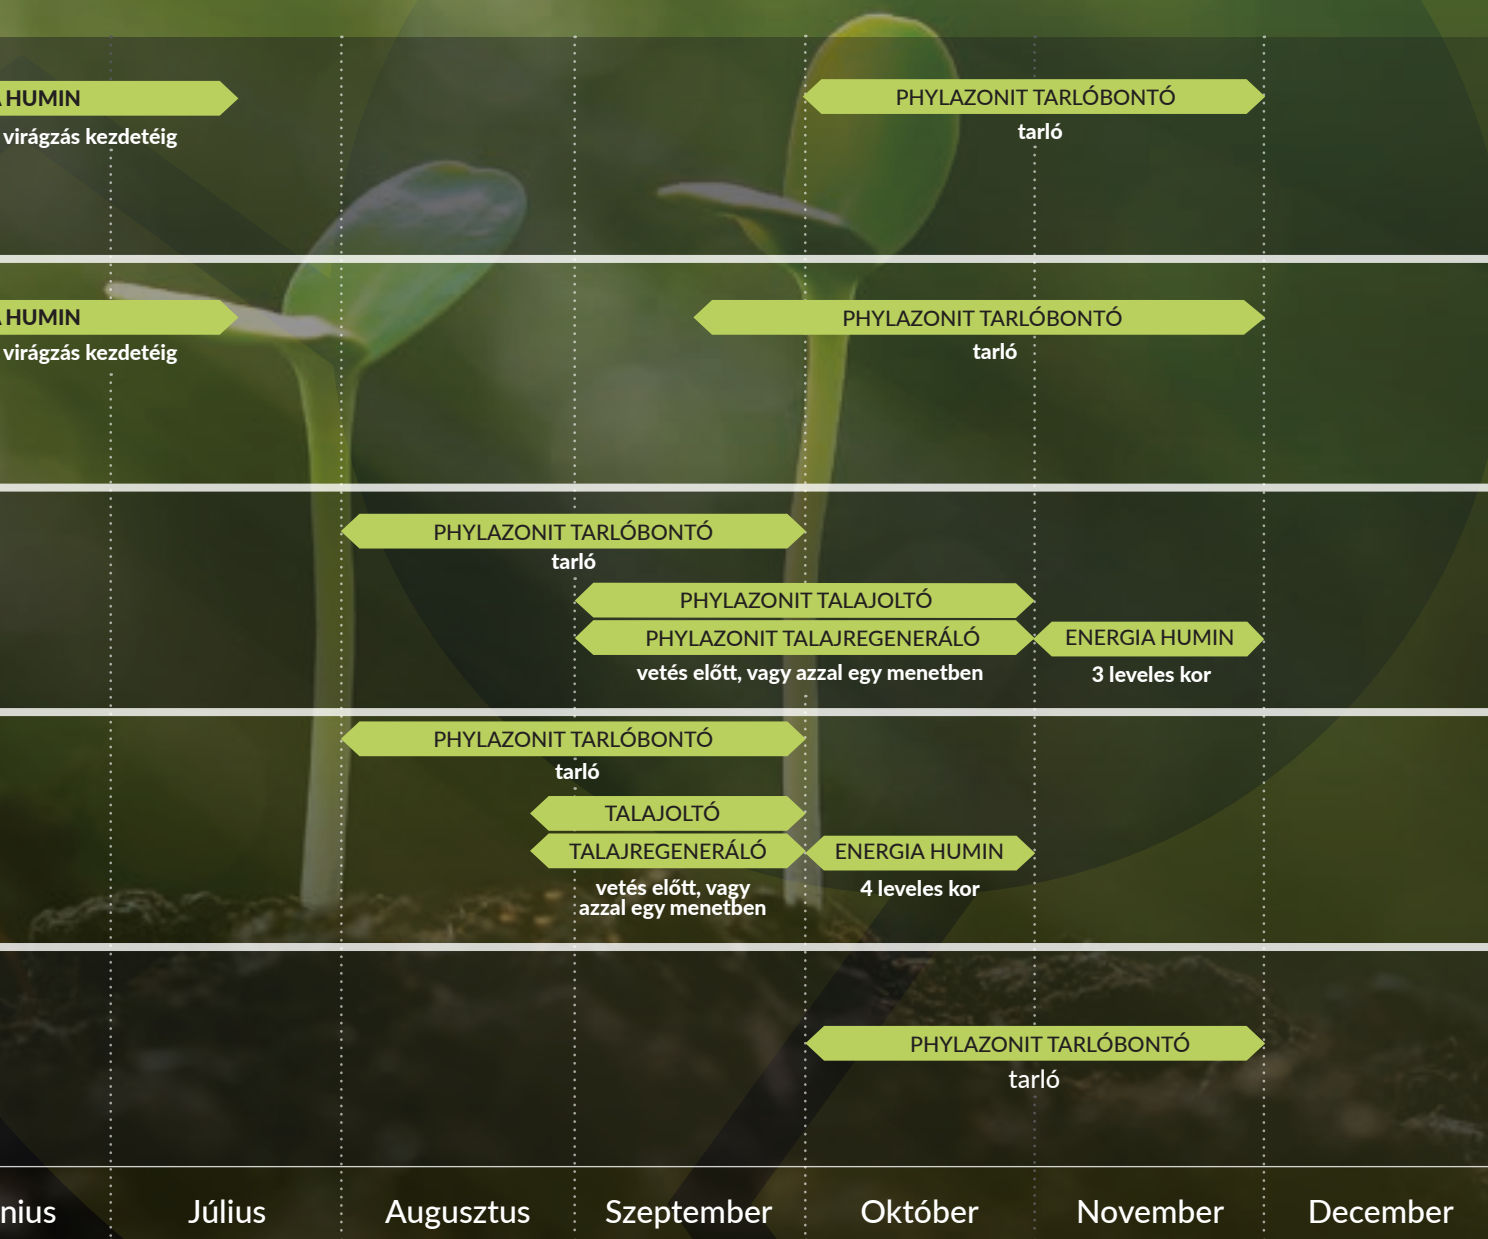 HUMIN
PHYLAZONIT TARLÓBONTÓ
virágzás kezdetéig
tarló
HUMIN
PHYLAZONIT TARLÓBONTÓ
virágzás kezdetéig
tarló
PHYLAZONIT TARLÓBONTÓ
tarló
PHYLAZONIT TALAJOLTÓ
PHYLAZONIT TALAJREGENERÁLÓ
ENERGIA HUMIN
vetés előtt, vagy azzal egy menetben
3 leveles kor
PHYLAZONIT TARLÓBONTÓ
tarló
TALAJOLTÓ
TALAJREGENERÁLÓ
ENERGIA HUMIN
vetés előtt, vagy
azzal egy menetben
4 leveles kor
PHYLAZONIT TARLÓBONTÓ
tarló
nius Július Augusztus Szeptember Október November December